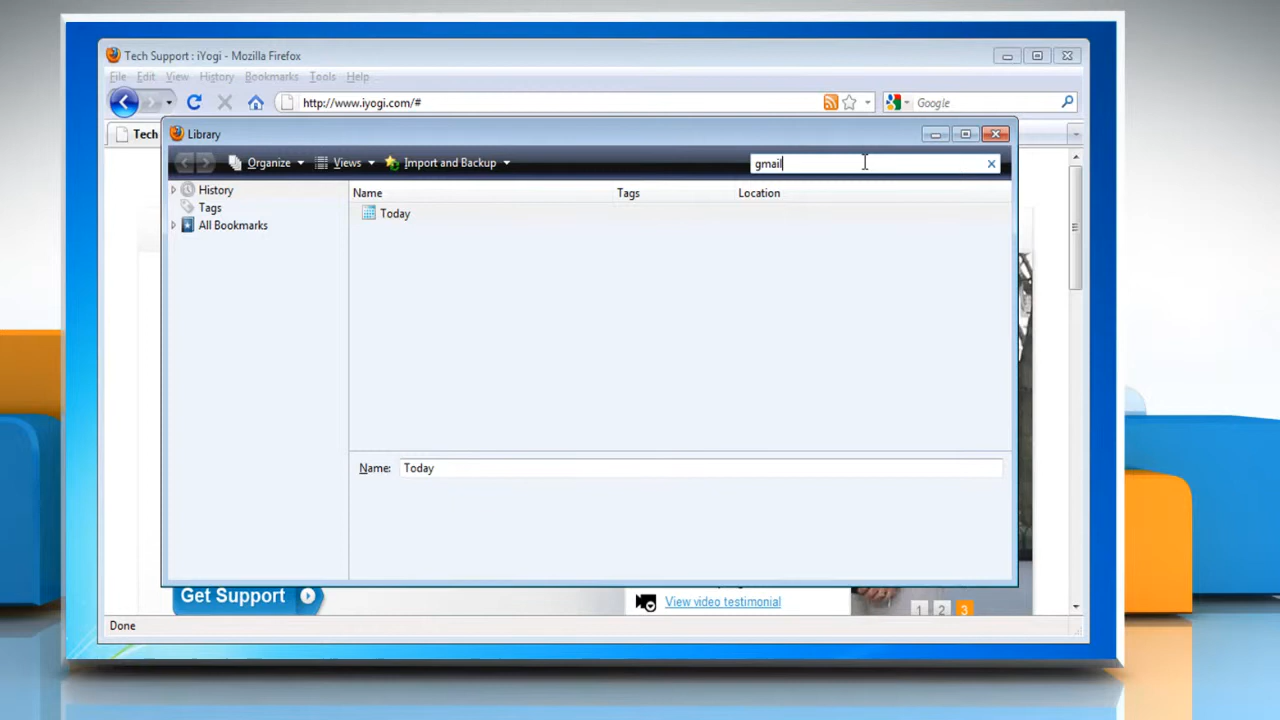 Tech Support : iYogi - Mozilla Firefox
File Edit View History Bookmarks Tools Help
http://www.iyogi.com/# Google
Tech
Library
Organize Views Import and Backup gmail
History
Tags
All Bookmarks
Name Tags Location
Today
Name: Today
Get Support
View video testimonial
1 2 3
Done